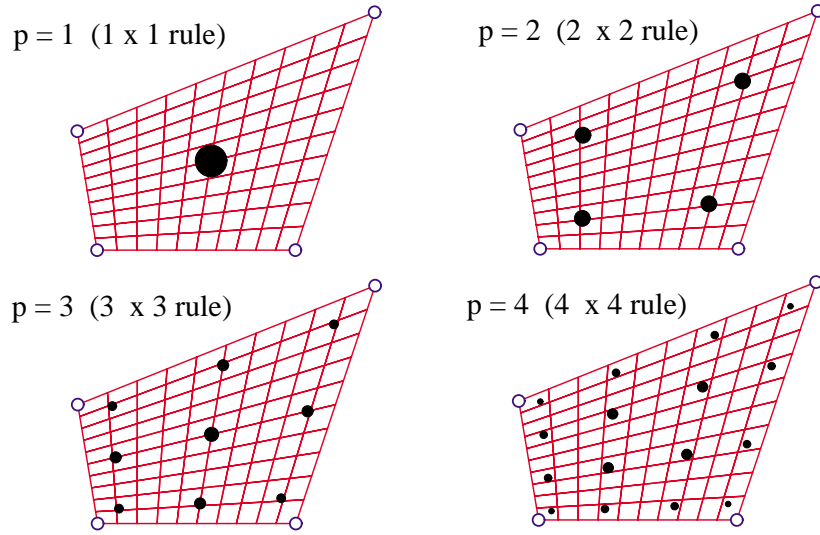 p = 1 (1 x 1 rule)
p = 2 (2 x 2 rule)
p = 3 (3 x 3 rule)
p = 4 (4 x 4 rule)